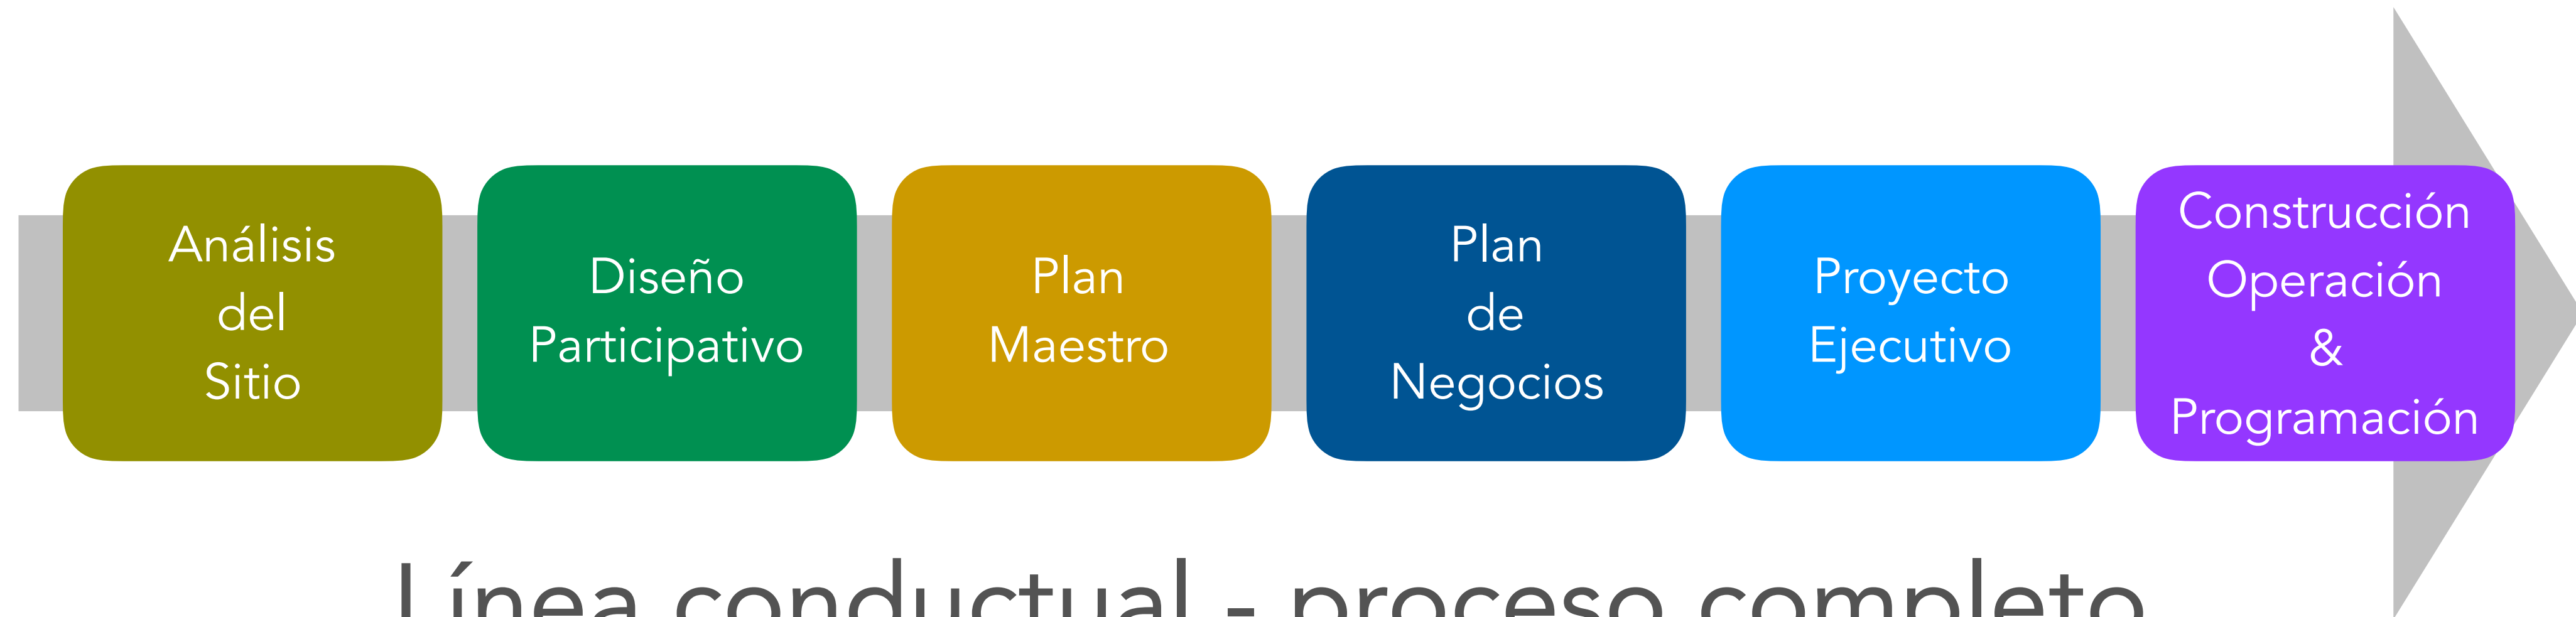 Análisis
del
Sitio
Diseño
Participativo
Plan
Maestro
Plan
de
Negocios
Proyecto
Ejecutivo
Construcción
Operación
&
Programación
Línea conductual - proceso completo